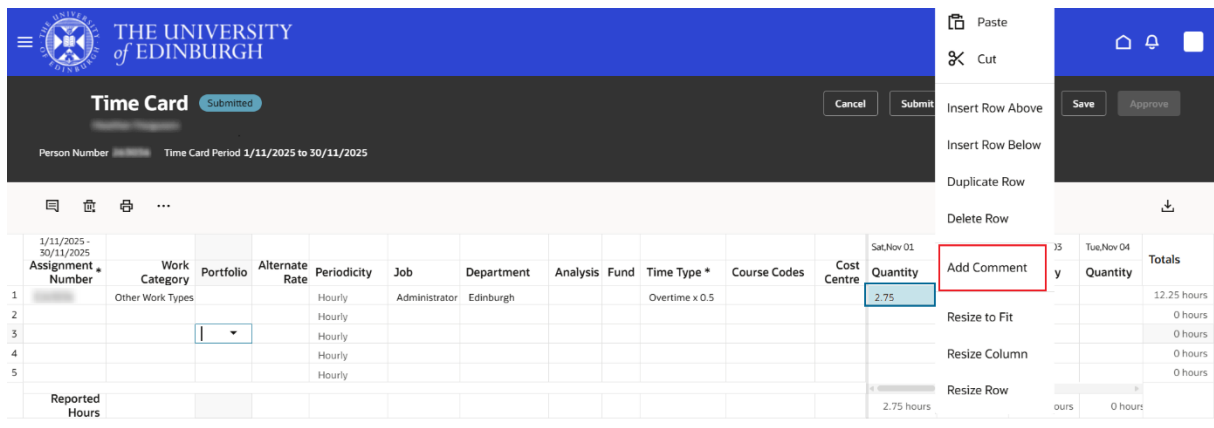 THE UNIVERSITY
of EDINBURGH
Paste
Cut
Time Card Submitted
Cancel Submit Save Approve
Insert Row Above
Person Number Time Card Period 1/11/2025 to 30/11/2025
Insert Row Below
Duplicate Row
Delete Row
1/11/2025 -
30/11/2025
Sat,Nov 01 03 Tue,Nov 04
Assignment * Number Work Category Portfolio Alternate Rate Periodicity Job Department Analysis Fund Time Type * Course Codes Cost Centre Quantity y Quantity Totals
Add Comment
1 Other Work Types Hourly Administrator Edinburgh Overtime x 0.5 2.75 12.25 hours
2 Hourly 0 hours
Resize to Fit
3 Hourly 0 hours
4 Hourly 0 hours
Resize Column
5 Hourly 0 hours
Resize Row
Reported
Hours
2.75 hours ours 0 hours